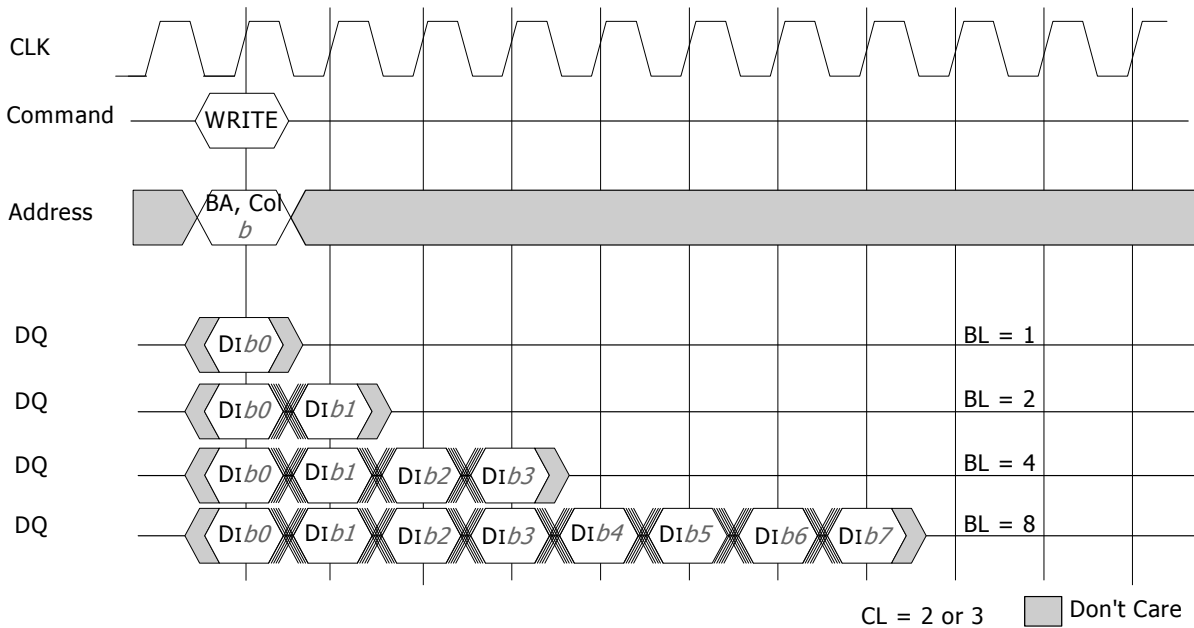 CLK
Command
WRITE
Address
BA, Col
b
DQ
DIb0
BL = 1
DQ
DIb0 DIb1
BL = 2
DQ
DIb0 DIb1 DIb2 DIb3
BL = 4
DQ
DIb0 DIb1 DIb2 DIb3 DIb4 DIb5 DIb6 DIb7
BL = 8
CL = 2 or 3
Don't Care